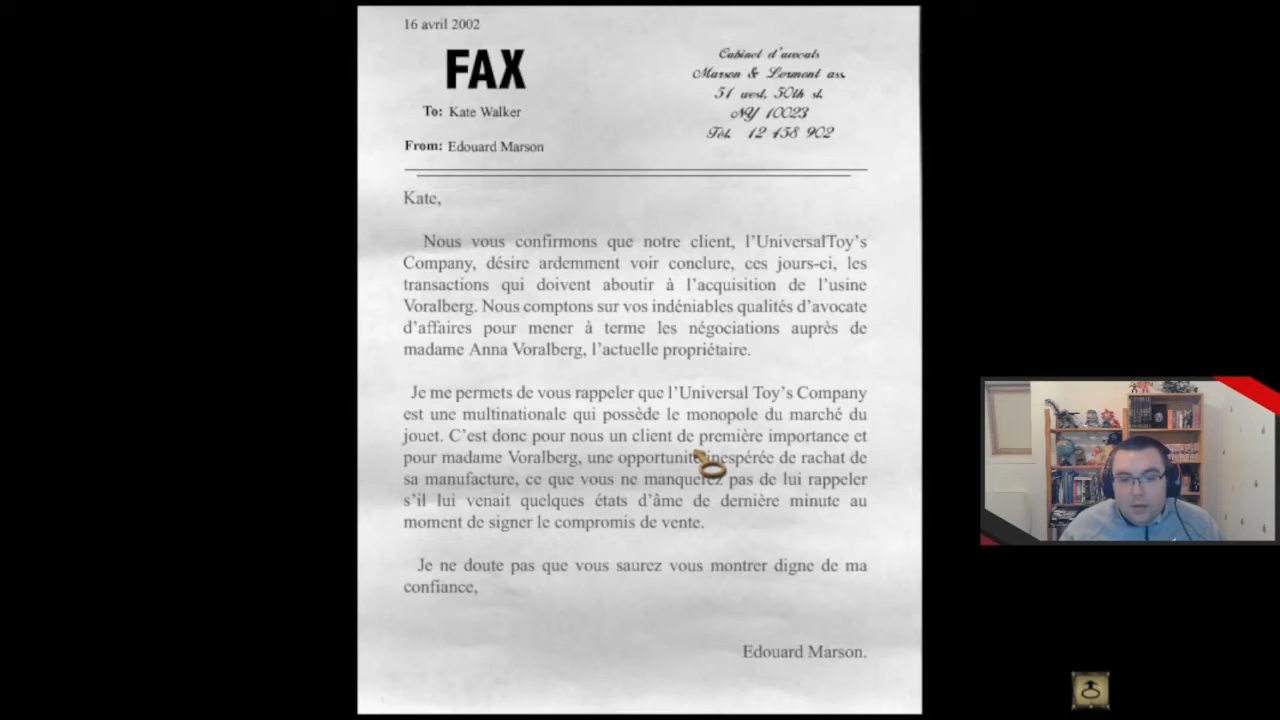 16 avril 2002
FAX
To: Kate Walker
From: Edouard Marson
Cabinet d'avocats
Marson & Lormont ass.
51 west, 50th st.
NY 10023
Tél. 12 458 902
Kate,
Nous vous confirmons que notre client, l'UniversalToy's
Company, désire ardemment voir conclure, ces jours-ci, les
transactions qui doivent aboutir à l'acquisition de l'usine
Voralberg. Nous comptons sur vos indéniables qualités d'avocate
d'affaires pour mener à terme les négociations auprès de
madame Anna Voralberg, l'actuelle propriétaire.
Je me permets de vous rappeler que l'Universal Toy's Company
est une multinationale qui possède le monopole du marché du
jouet. C'est donc pour nous un client de première importance et
pour madame Voralberg, une opportunité inespérée de rachat de
sa manufacture, ce que vous ne manquerez pas de lui rappeler
s'il lui venait quelques états d'âme de dernière minute au
moment de signer le compromis de vente.
Je ne doute pas que vous saurez vous montrer digne de ma
confiance,
Edouard Marson.